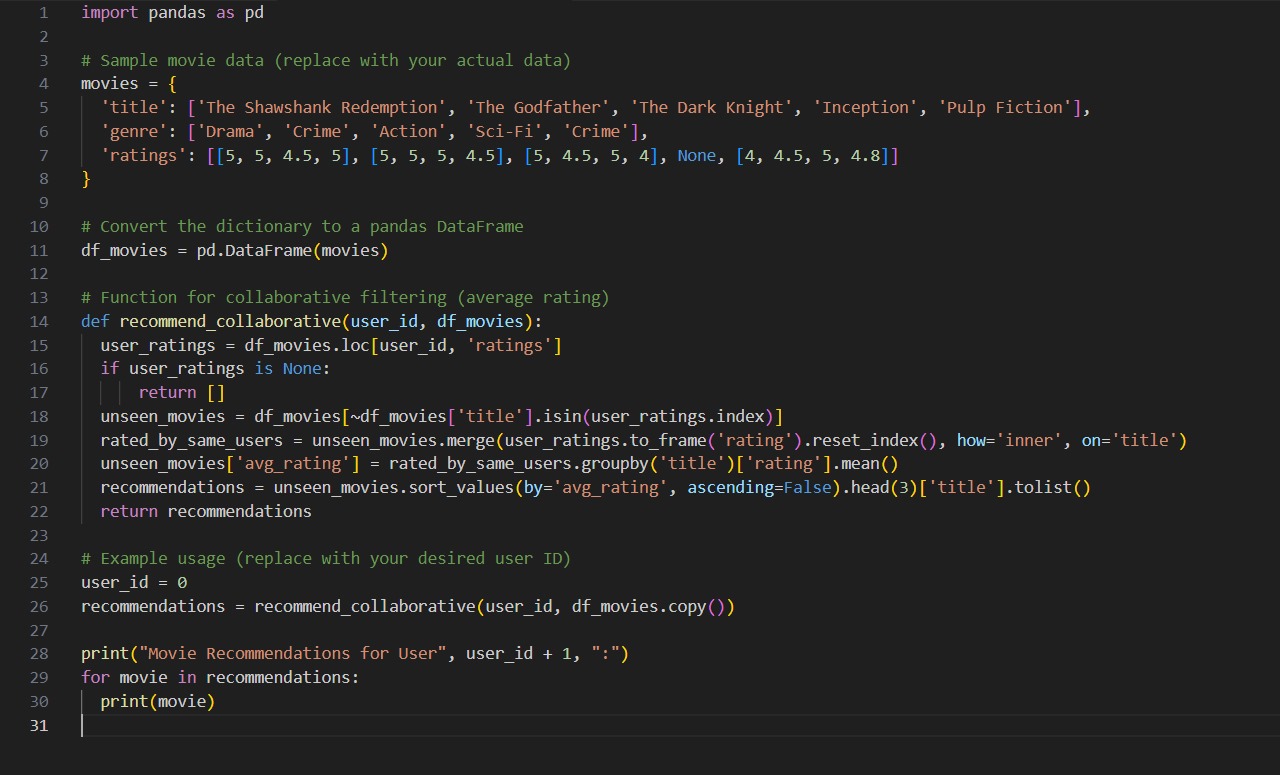 1 import pandas as pd
2
3 # Sample movie data (replace with your actual data)
4 movies = {
5   'title': ['The Shawshank Redemption', 'The Godfather', 'The Dark Knight', 'Inception', 'Pulp Fiction'],
6   'genre': ['Drama', 'Crime', 'Action', 'Sci-Fi', 'Crime'],
7   'ratings': [[5, 5, 4.5, 5], [5, 5, 5, 4.5], [5, 4.5, 5, 4], None, [4, 4.5, 5, 4.8]]
8 }
9
10 # Convert the dictionary to a pandas DataFrame
11 df_movies = pd.DataFrame(movies)
12
13 # Function for collaborative filtering (average rating)
14 def recommend_collaborative(user_id, df_movies):
15   user_ratings = df_movies.loc[user_id, 'ratings']
16   if user_ratings is None:
17       return []
18   unseen_movies = df_movies[~df_movies['title'].isin(user_ratings.index)]
19   rated_by_same_users = unseen_movies.merge(user_ratings.to_frame('rating').reset_index(), how='inner', on='title')
20   unseen_movies['avg_rating'] = rated_by_same_users.groupby('title')['rating'].mean()
21   recommendations = unseen_movies.sort_values(by='avg_rating', ascending=False).head(3)['title'].tolist()
22   return recommendations
23
24 # Example usage (replace with your desired user ID)
25 user_id = 0
26 recommendations = recommend_collaborative(user_id, df_movies.copy())
27
28 print("Movie Recommendations for User", user_id + 1, ":")
29 for movie in recommendations:
30   print(movie)
31